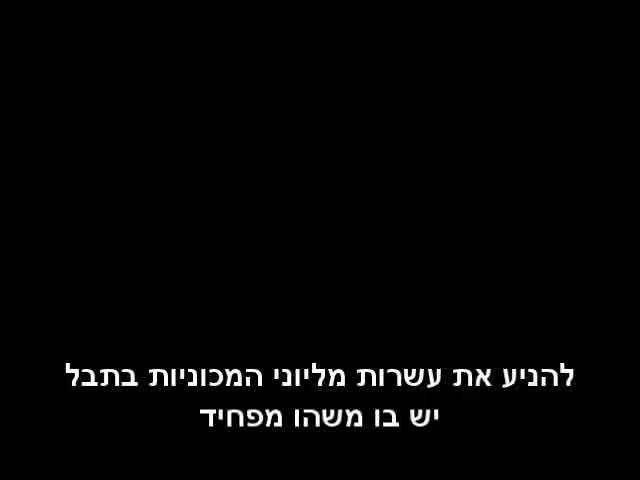 להניע את עשרות מליוני המכוניות בתבל
יש בו משהו מפחיד